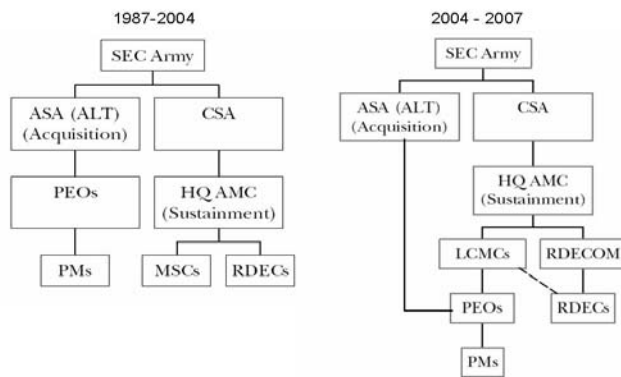 1987-2004
SEC Army
ASA (ALT)
(Acquisition)
CSA
PEOs
HQ AMC
(Sustainment)
PMs
MSCs
RDECs
2004 - 2007
SEC Army
ASA (ALT)
(Acquisition)
CSA
HQ AMC
(Sustainment)
LCMCs
RDECOM
PEOs
RDECs
PMs